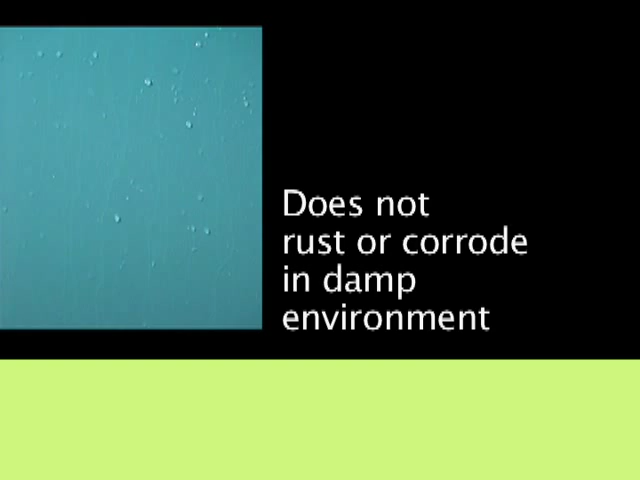 Does not
rust or corrode
in damp
environment